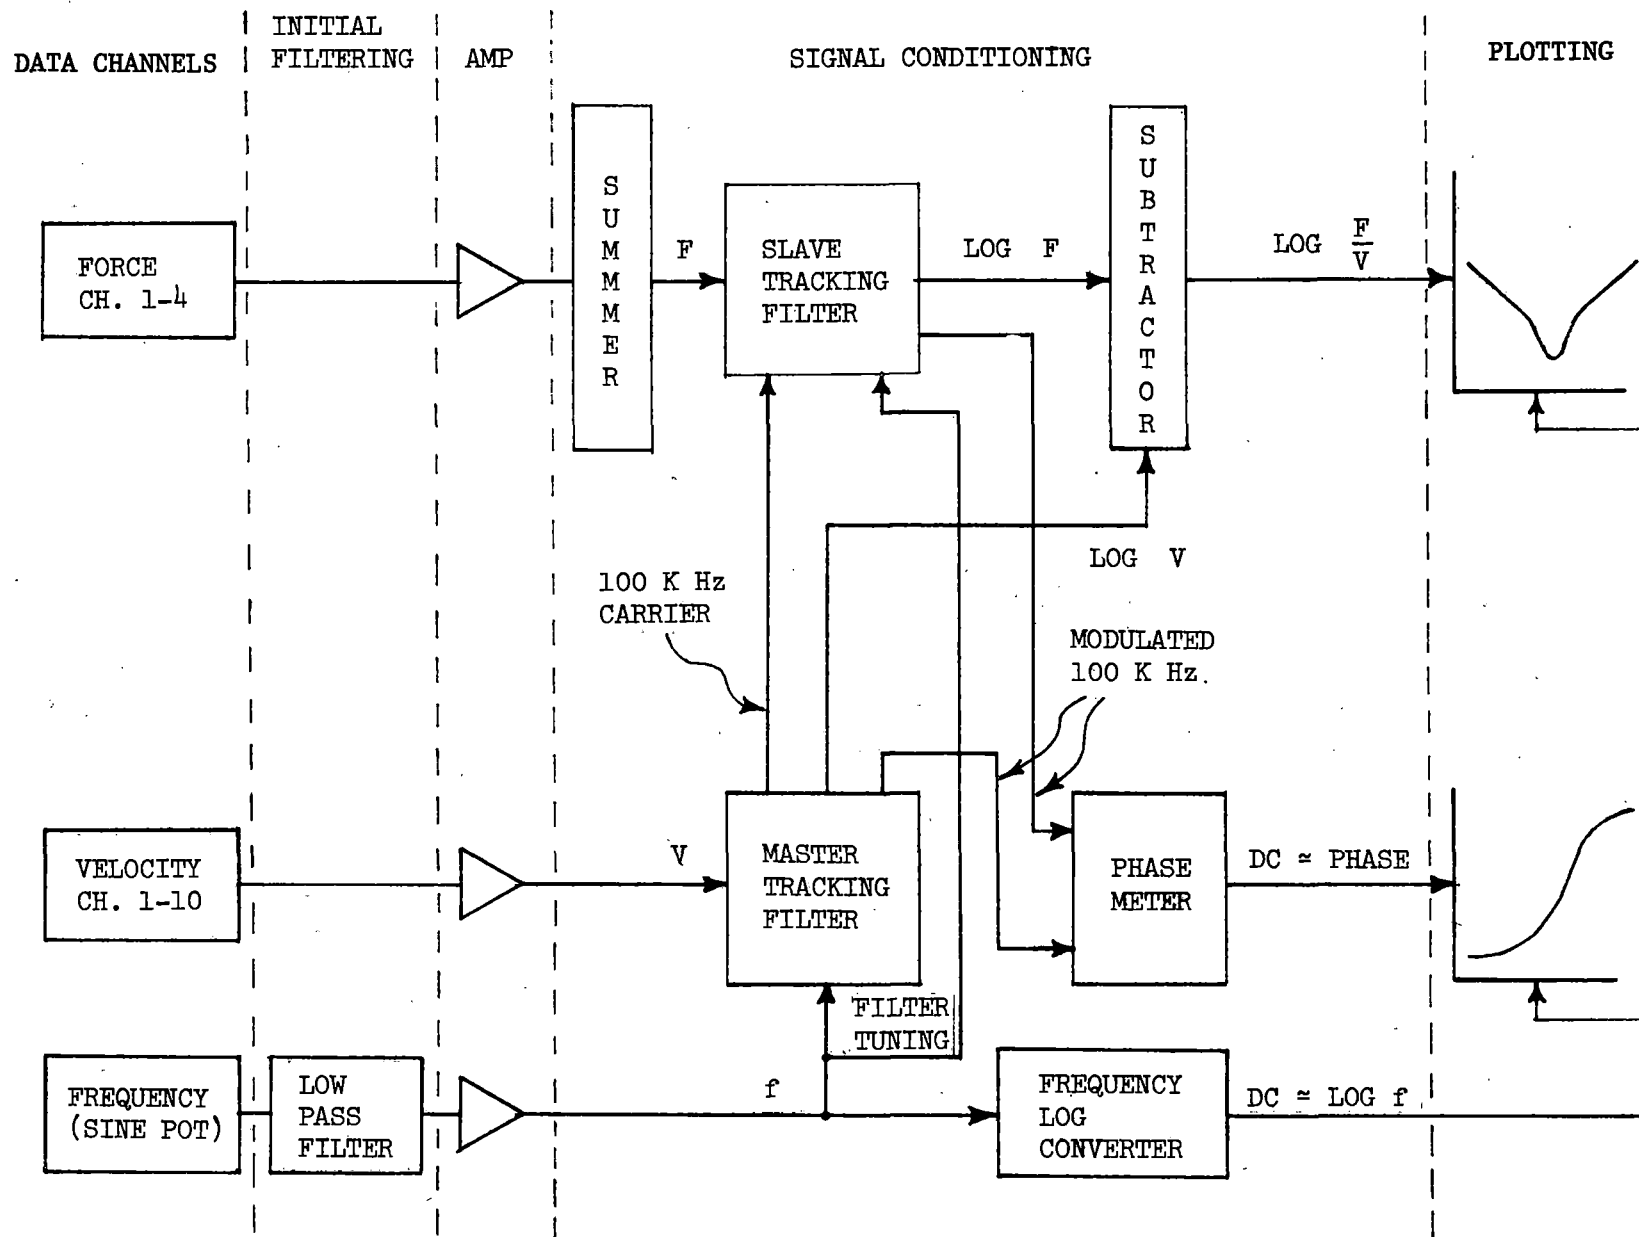 INITIAL
FILTERING
DATA CHANNELS
AMP
SIGNAL CONDITIONING
PLOTTING
FORCE
CH. 1-4
SUMMMER
F
SLAVE
TRACKING
FILTER
LOG F
SUBTRACTOR
LOG F/V
LOG V
100 K Hz
CARRIER
MODULATED
100 K Hz.
VELOCITY
CH. 1-10
V
MASTER
TRACKING
FILTER
PHASE
METER
DC ≃ PHASE
FILTER
TUNING
FREQUENCY
(SINE POT)
LOW
PASS
FILTER
f
FREQUENCY
LOG
CONVERTER
DC ≃ LOG f